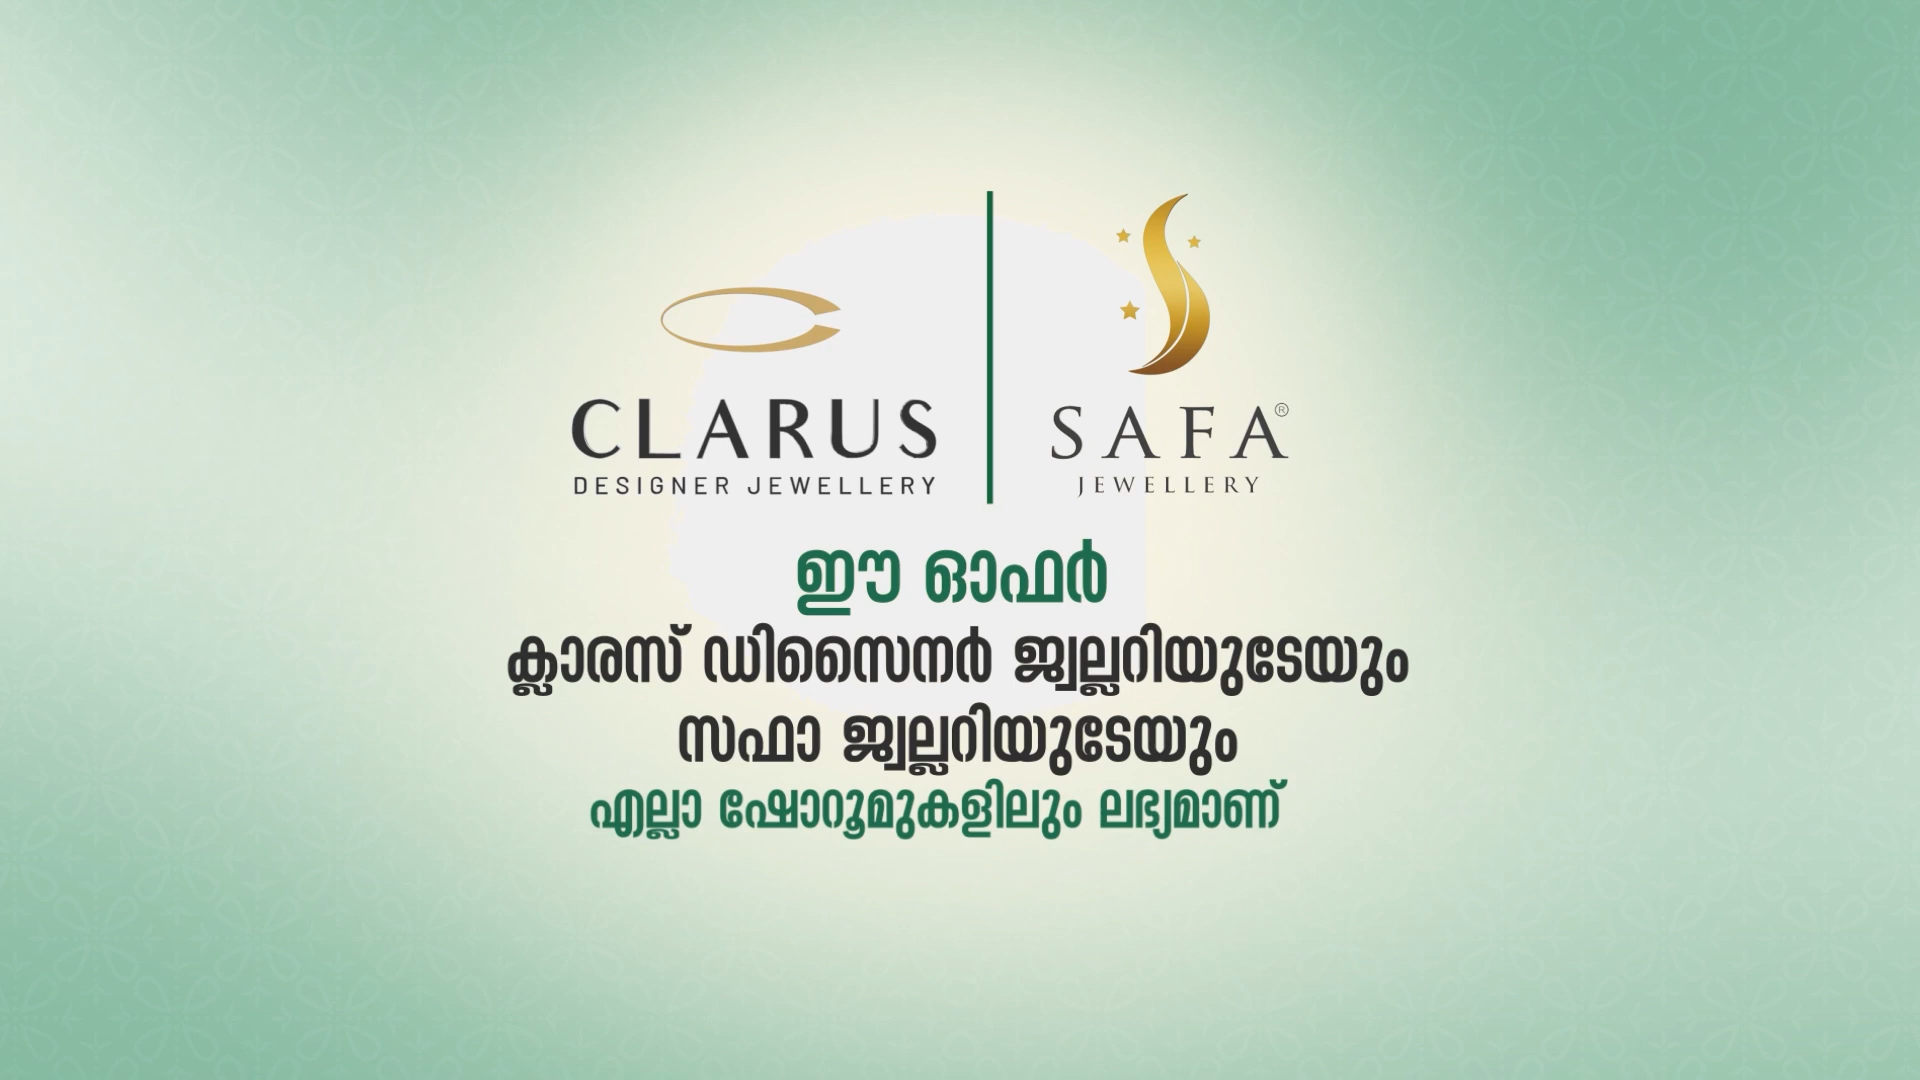 CLARUS
DESIGNER JEWELLERY
SAFA®
JEWELLERY
ഈ ഓഫർ
ക്ലാരസ് ഡിസൈനർ ജ്വല്ലറിയുടേയും
സഫാ ജ്വല്ലറിയുടേയും
എല്ലാ ഷോറൂമുകളിലും ലഭ്യമാണ്